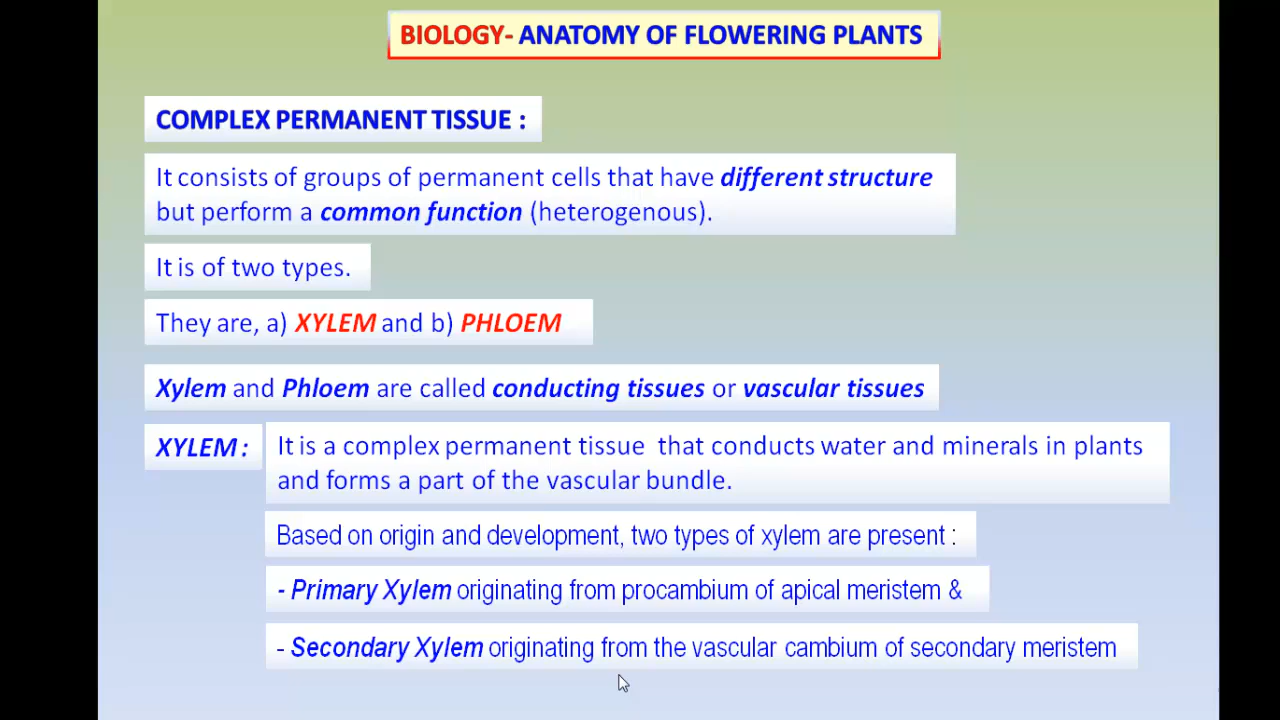 BIOLOGY- ANATOMY OF FLOWERING PLANTS
COMPLEX PERMANENT TISSUE :
It consists of groups of permanent cells that have different structure
but perform a common function (heterogenous).
It is of two types.
They are, a) XYLEM and b) PHLOEM
Xylem and Phloem are called conducting tissues or vascular tissues
XYLEM : It is a complex permanent tissue that conducts water and minerals in plants
and forms a part of the vascular bundle.
Based on origin and development, two types of xylem are present :
- Primary Xylem originating from procambium of apical meristem &
- Secondary Xylem originating from the vascular cambium of secondary meristem